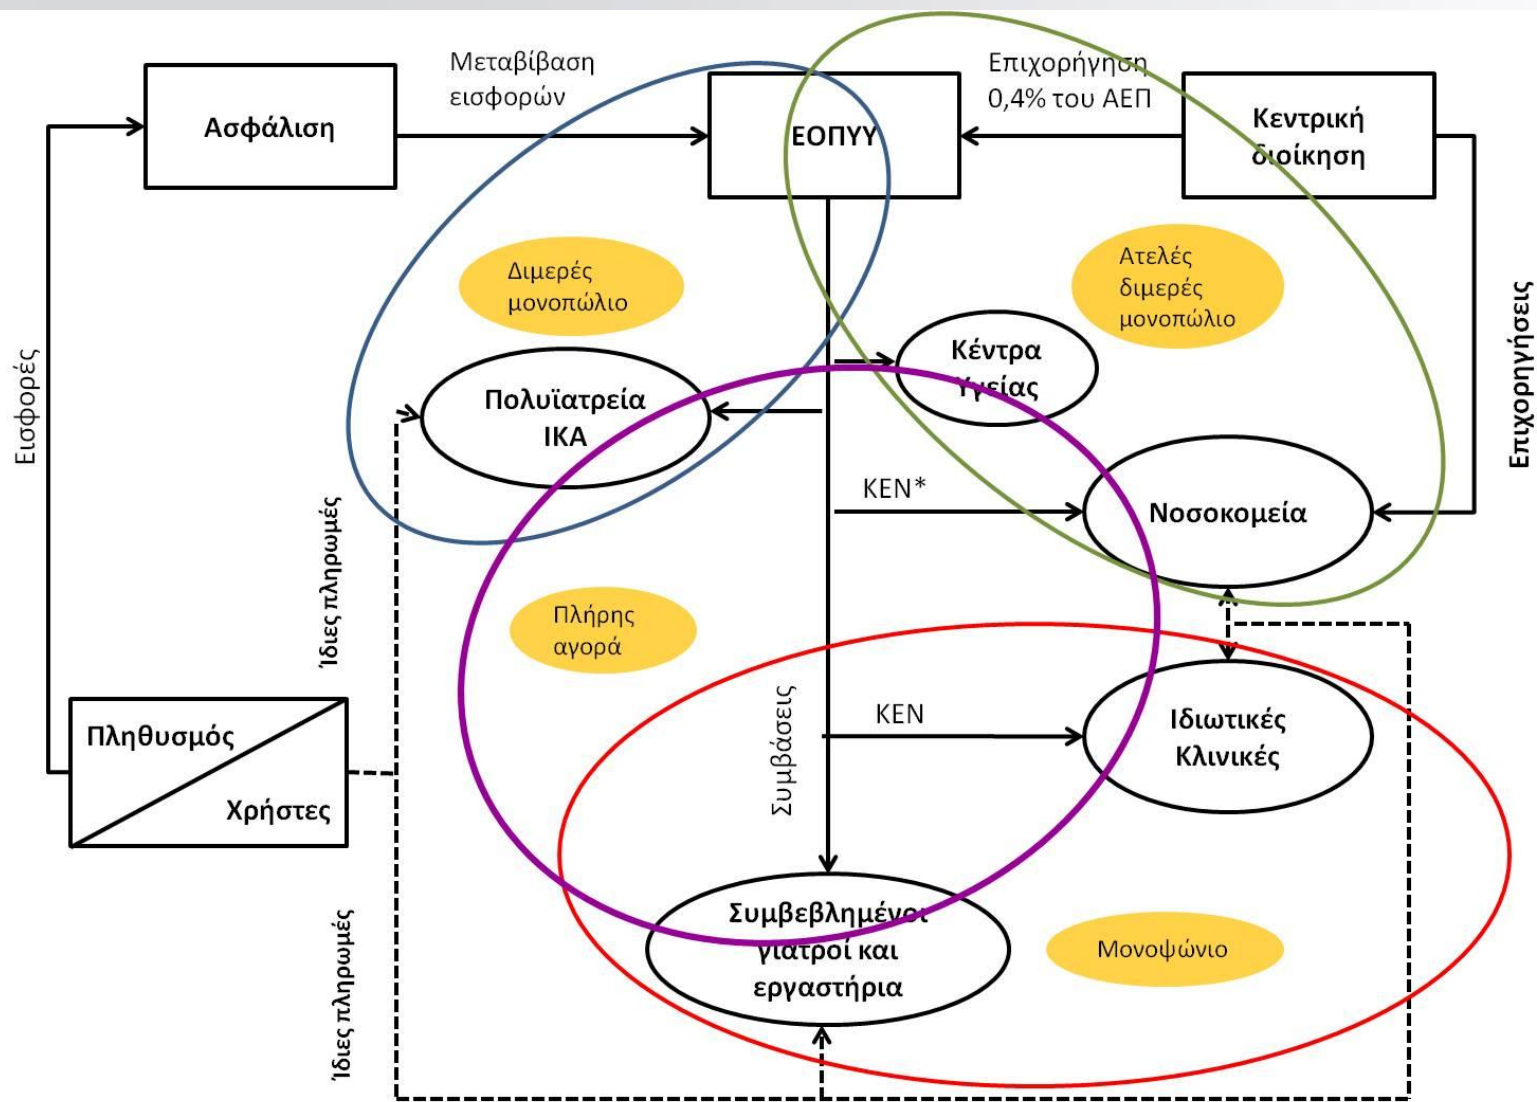 Μεταβίβαση
εισφορών
Επιχορήγηση
0,4% του ΑΕΠ
Ασφάλιση
ΕΟΠΥΥ
Κεντρική
διοίκηση
Διμερές
μονοπώλιο
Ατελές
διμερές
μονοπώλιο
Εισφορές
Επιχορηγήσεις
Κέντρα
Υγείας
Πολυϊατρεία
ΙΚΑ
ΚΕΝ*
Νοσοκομεία
Ίδιες πληρωμές
Πλήρης
αγορά
Συμβάσεις
ΚΕΝ
Ιδιωτικές
Κλινικές
Πληθυσμός
Χρήστες
Συμβεβλημένοι
γιατροί και
εργαστήρια
Μονοψώνιο
Ίδιες πληρωμές